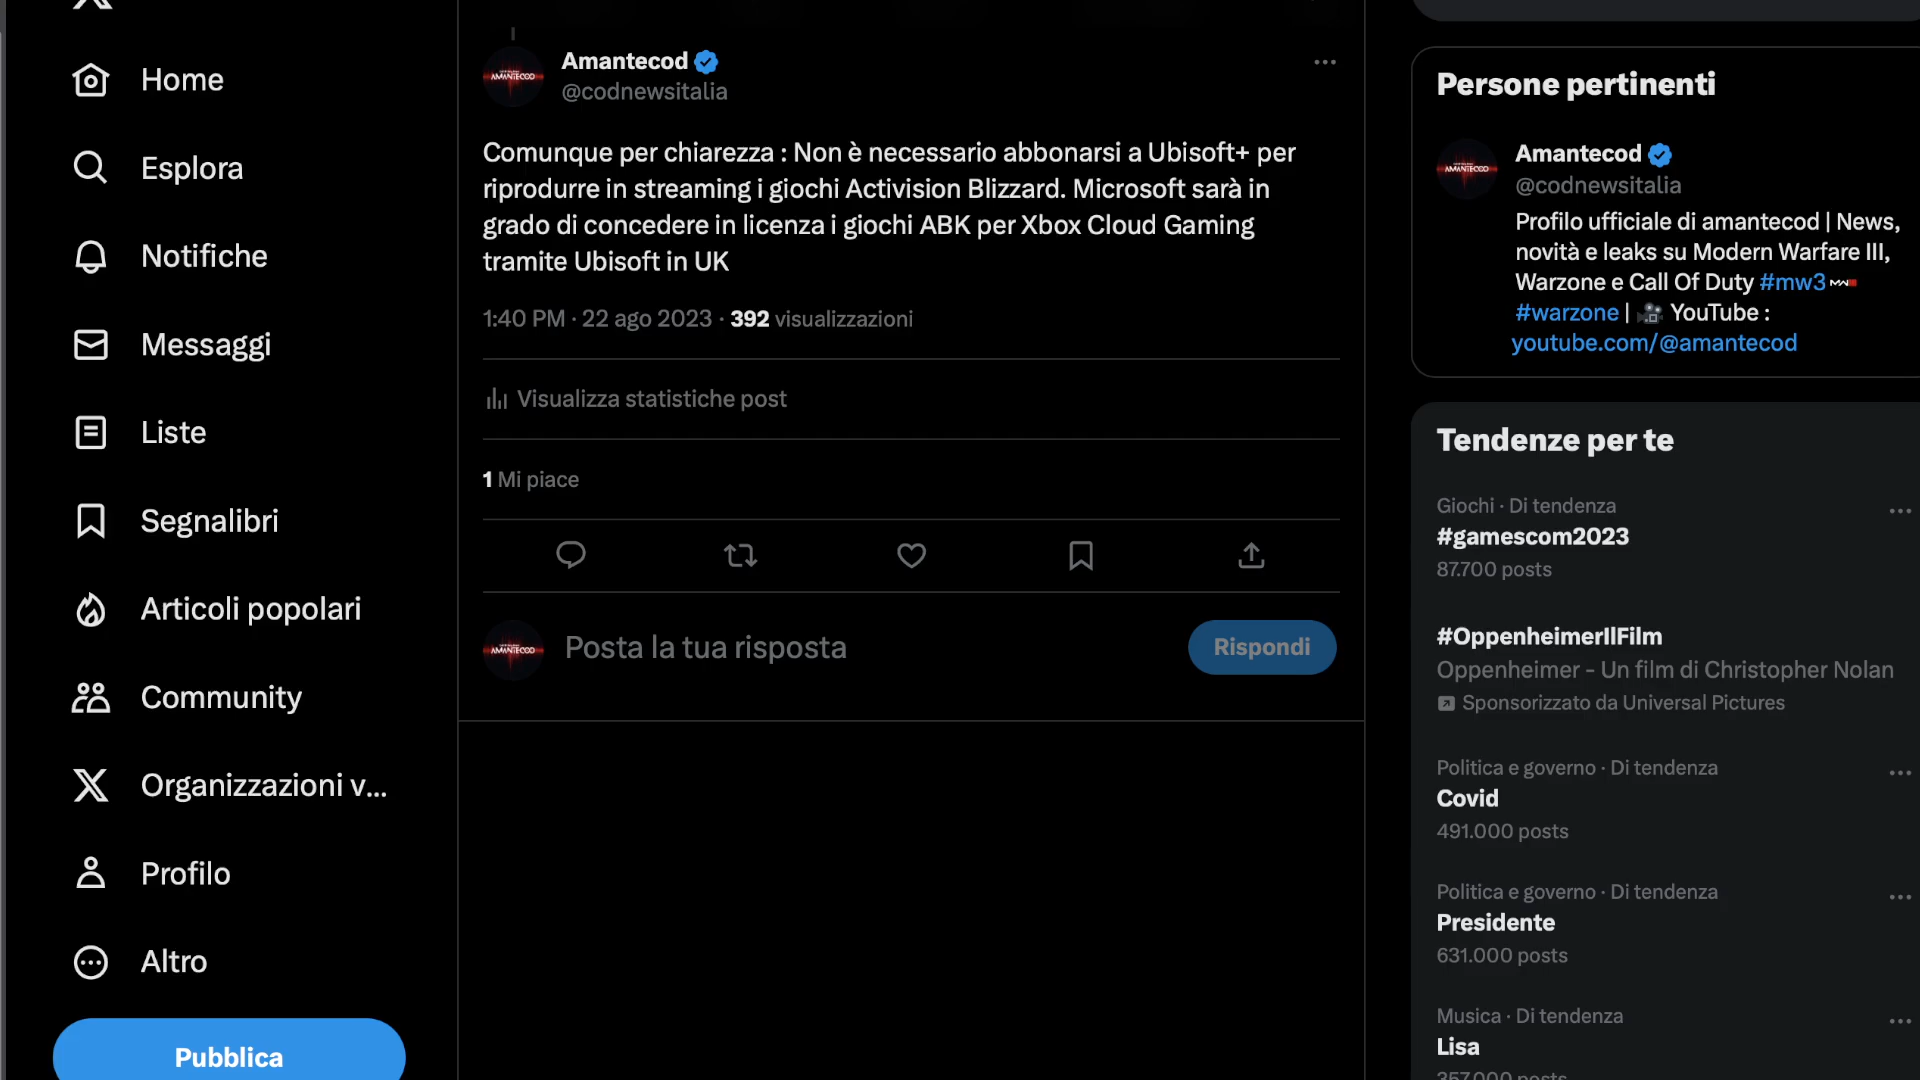 Home
Esplora
Notifiche
Messaggi
Liste
Segnalibri
Articoli popolari
Community
Organizzazioni v...
Profilo
Altro
Pubblica
AMANTECOD
Amantecod
@codnewsitalia
Comunque per chiarezza : Non è necessario abbonarsi a Ubisoft+ per
riprodurre in streaming i giochi Activision Blizzard. Microsoft sarà in
grado di concedere in licenza i giochi ABK per Xbox Cloud Gaming
tramite Ubisoft in UK
1:40 PM · 22 ago 2023 · 392 visualizzazioni
Visualizza statistiche post
1 Mi piace
AMANTECOD
Posta la tua risposta
Rispondi
Persone pertinenti
AMANTECOD
Amantecod
@codnewsitalia
Profilo ufficiale di amantecod | News,
novità e leaks su Modern Warfare III,
Warzone e Call Of Duty #mw3
#warzone | 🎥 YouTube :
youtube.com/@amantecod
Tendenze per te
Giochi · Di tendenza
#gamescom2023
87.700 posts
#OppenheimerIlFilm
Oppenheimer - Un film di Christopher Nolan
Sponsorizzato da Universal Pictures
Politica e governo · Di tendenza
Covid
491.000 posts
Politica e governo · Di tendenza
Presidente
631.000 posts
Musica · Di tendenza
Lisa
357.000 posts